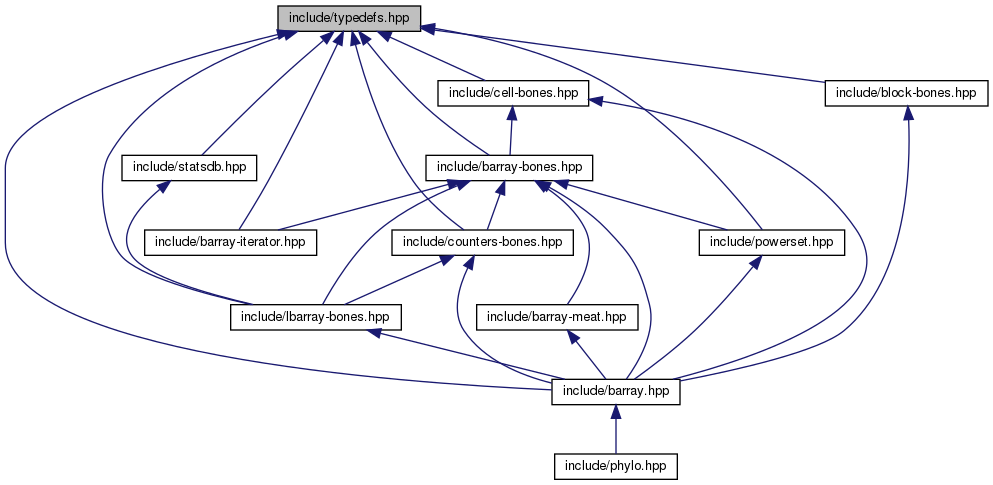 include/typedefs.hpp
include/cell-bones.hpp
include/block-bones.hpp
include/statsdb.hpp
include/barray-bones.hpp
include/barray-iterator.hpp
include/counters-bones.hpp
include/powerset.hpp
include/lbarray-bones.hpp
include/barray-meat.hpp
include/barray.hpp
include/phylo.hpp